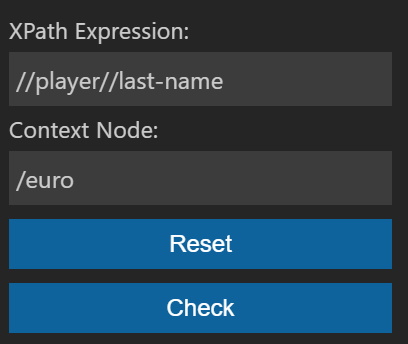 XPath Expression:
//player//last-name
Context Node:
/euro
Reset
Check